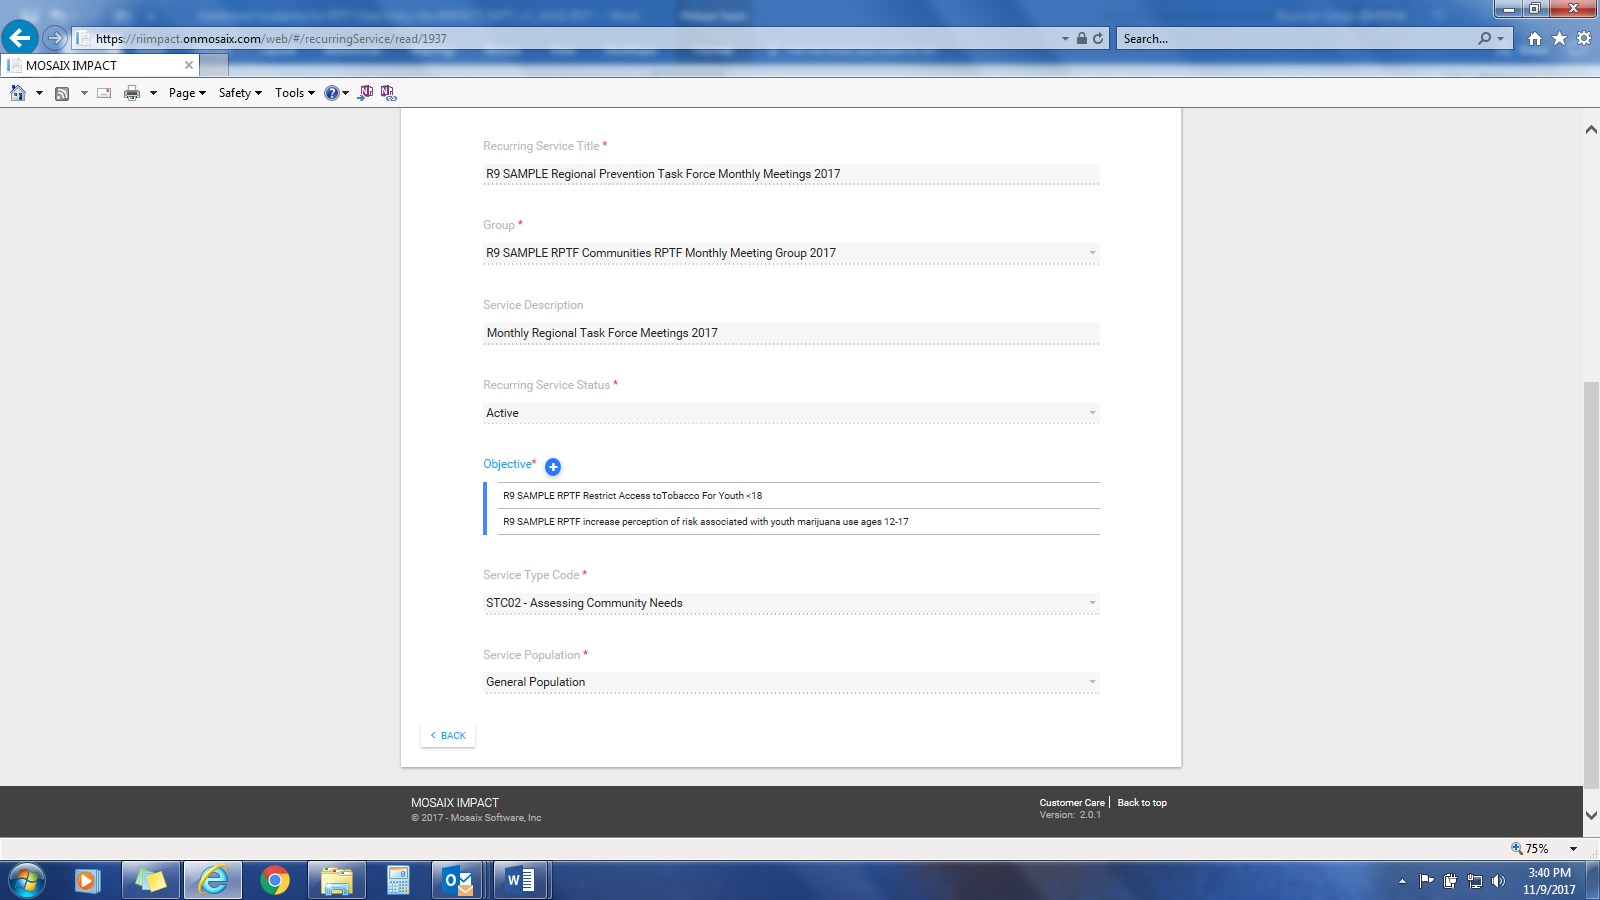 https://riimpact.onmosaix.com/web/#/recurringService/read/1937
Search...
MOSAIX IMPACT
Page
Safety
Tools
Recurring Service Title *
R9 SAMPLE Regional Prevention Task Force Monthly Meetings 2017
Group *
R9 SAMPLE RPTF Communities RPTF Monthly Meeting Group 2017
Service Description
Monthly Regional Task Force Meetings 2017
Recurring Service Status *
Active
Objective*
R9 SAMPLE RPTF Restrict Access toTobacco For Youth <18
R9 SAMPLE RPTF increase perception of risk associated with youth marijuana use ages 12-17
Service Type Code *
STC02 - Assessing Community Needs
Service Population *
General Population
BACK
MOSAIX IMPACT
© 2017 - Mosaix Software, Inc
Customer Care | Back to top
Version: 2.0.1
75%
3:40 PM
11/9/2017